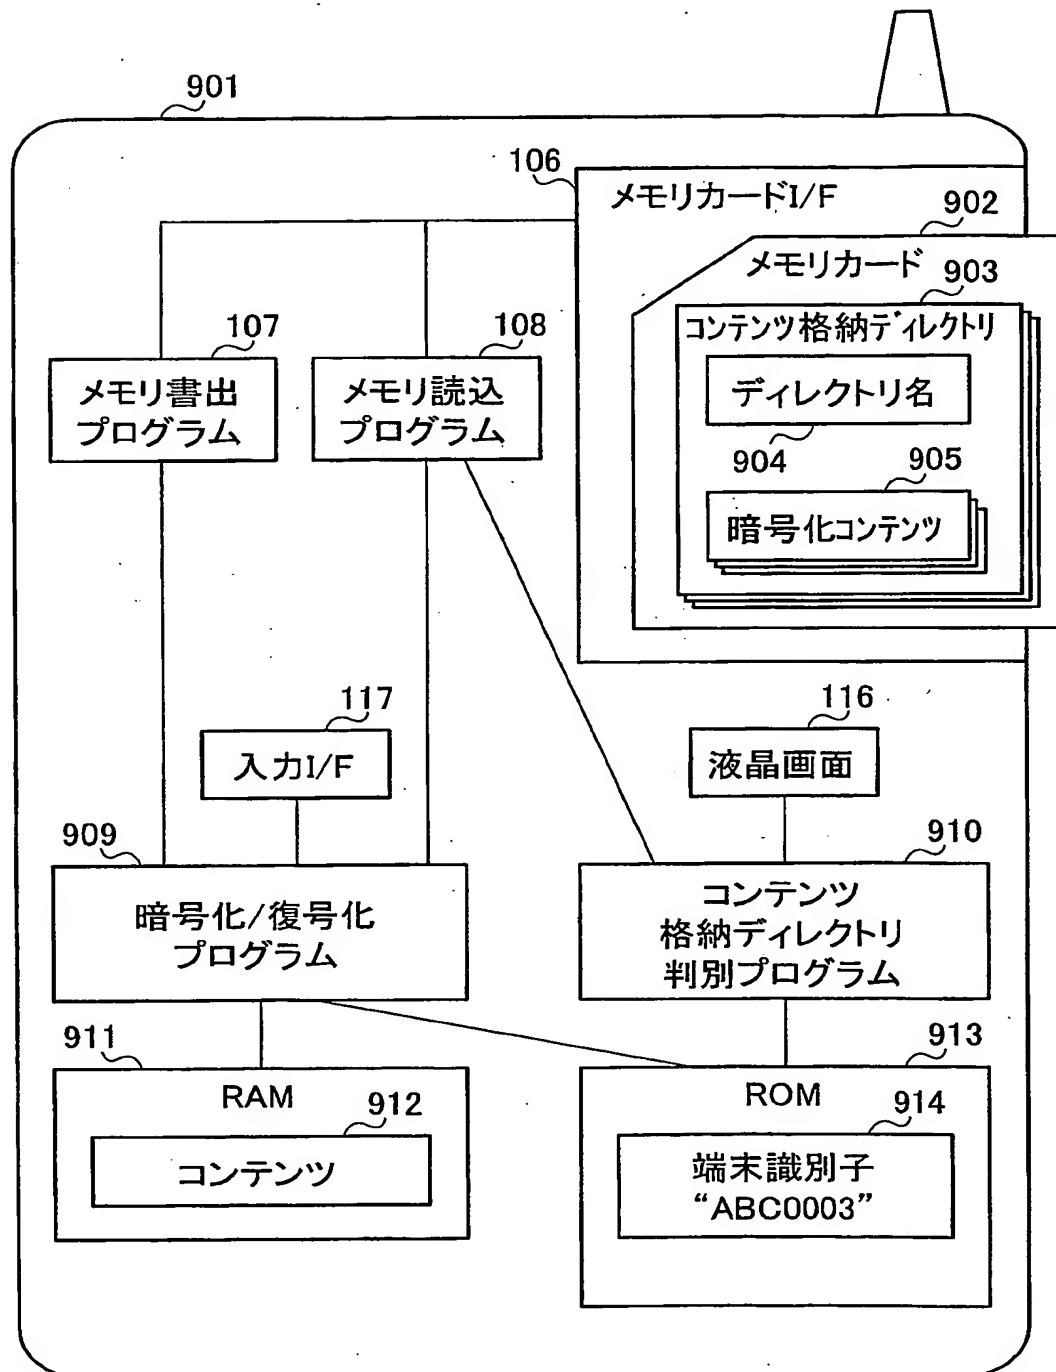 901
106
メモリカードI/F
902
メモリカード
903
コンテンツ格納ディレクトリ
ディレクトリ名
904
905
暗号化コンテンツ
107
メモリ書出
プログラム
108
メモリ読込
プログラム
117
入力I/F
116
液晶画面
909
暗号化/復号化
プログラム
910
コンテンツ
格納ディレクトリ
判別プログラム
911
RAM
912
コンテンツ
913
ROM
914
端末識別子
“ABC0003”